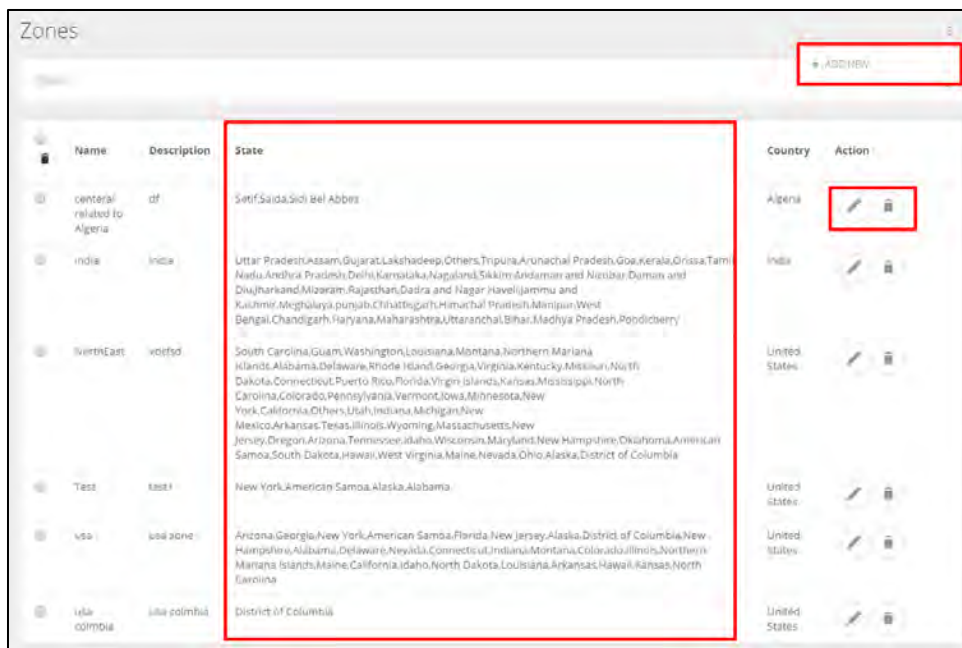 Zones
ADD NEW
Name Description State Country Action
centeral related to Algeria df Setif,Saida,Sidi Bel Abbes Algeria
india india Uttar Pradesh,Assam,Gujarat,Lakshadeep,Others,Tripura,Arunachal Pradesh,Goa,Kerala,Orissa,Tamil
Nadu,Andhra Pradesh,Delhi,Karnataka,Nagaland,Sikkim,Andaman and Nicobar,Daman and
Diu,Jharkand,Mizoram,Rajasthan,Dadra and Nagar Haveli,Jammu and
Kashmir,Meghalaya,punjab,Chhattisgarh,Himachal Pradesh,Manipur,West
Bengal,Chandigarh,Haryana,Maharashtra,Uttaranchal,Bihar,Madhya Pradesh,Pondicherry
NorthEast South Carolina,Guam,Washington,Louisiana,Montana,Northern Mariana United States
Islands,Alabama,Delaware,Rhode Island,Georgia,Virginia,Kentucky,Missouri,North
Dakota,Connecticut,Puerto Rico,Florida,Virgin Islands,Kansas,Mississippi,North
Carolina,Colorado,Pennsylvania,Vermont,Iowa,Minnesota,New
York,California,Others,Utah,Indiana,Michigan,New
Mexico,Arkansas,Texas,Illinois,Wyoming,Massachusetts,New
Jersey,Oregon,Arizona,Tennessee,Idaho,Wisconsin,Maryland,New Hampshire,Oklahoma,American
Samoa,South Dakota,Hawaii,West Virginia,Maine,Nevada,Ohio,Alaska,District of Columbia
Test test1 New York,American Samoa,Alaska,Alabama United States
usa usa zone Arizona,Georgia,New York,American Samoa,Florida,New Jersey,Alaska,District of Columbia,New United States
Hampshire,Alabama,Delaware,Nevada,Connecticut,Indiana,Montana,Colorado,Illinois,Northern
Mariana Islands,Maine,California,Idaho,North Dakota,Louisiana,Arkansas,Hawaii,Kansas,North
Carolina
usa colmbia usa colmbia District of Columbia United States